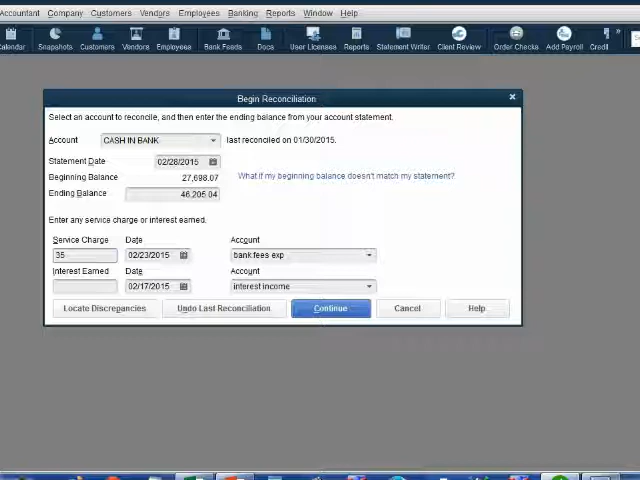 Accountant Company Customers Vendors Employees Banking Reports Window Help
Calendar Snapshots Customers Vendors Employees Bank Feeds Docs User Licenses Reports Statement Writer Client Review Order Checks Add Payroll Credit »
Begin Reconciliation
Select an account to reconcile, and then enter the ending balance from your account statement.
Account CASH IN BANK last reconciled on 01/30/2015.
Statement Date 02/28/2015
Beginning Balance 27,698.07 What if my beginning balance doesn't match my statement?
Ending Balance 46,205.04
Enter any service charge or interest earned.
Service Charge Date Account
35 02/23/2015 bank fees exp
Interest Earned Date Account
02/17/2015 interest income
Locate Discrepancies Undo Last Reconciliation Continue Cancel Help